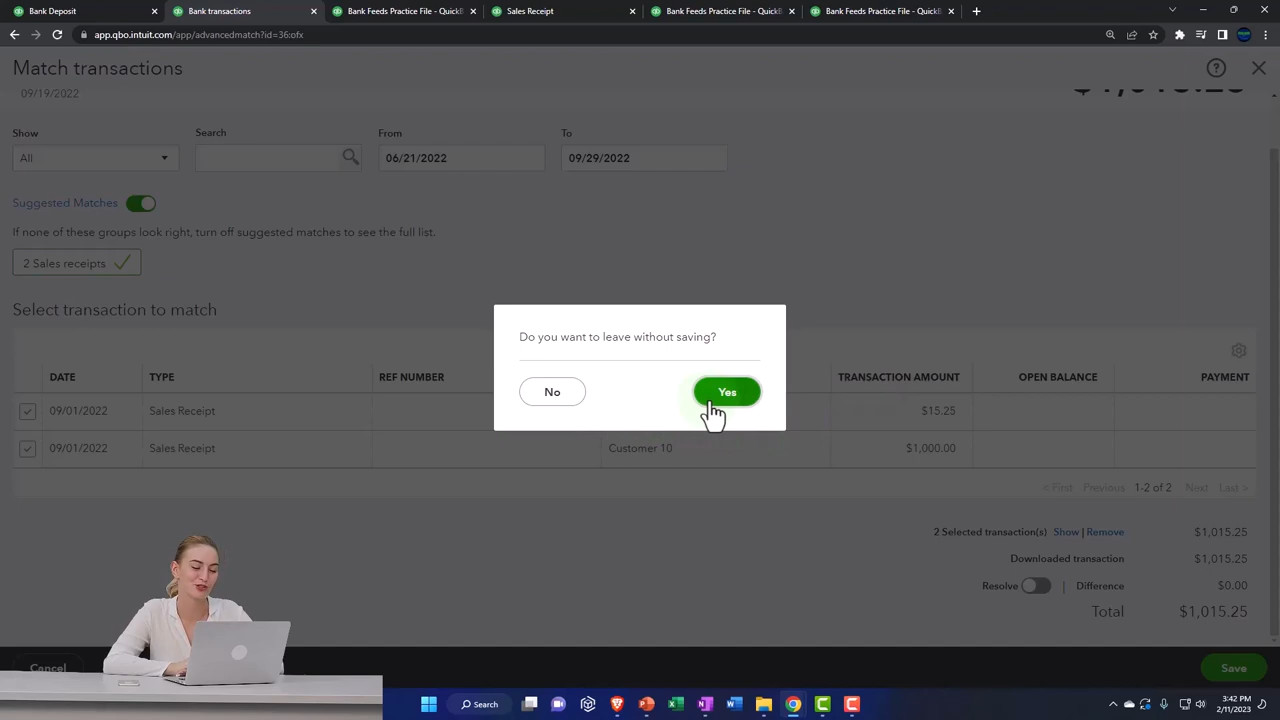 Bank Deposit
Bank transactions
Bank Feeds Practice File - QuickB
Sales Receipt
Bank Feeds Practice File - QuickB
Bank Feeds Practice File - QuickB
app.qbo.intuit.com/app/advancedmatch?id=36:ofx
Match transactions
09/19/2022
Show
Search
From
To
All
06/21/2022
09/29/2022
Suggested Matches
If none of these groups look right, turn off suggested matches to see the full list.
2 Sales receipts
Select transaction to match
Do you want to leave without saving?
No
Yes
DATE TYPE REF NUMBER TRANSACTION AMOUNT OPEN BALANCE PAYMENT
09/01/2022 Sales Receipt $15.25
09/01/2022 Sales Receipt Customer 10 $1,000.00
< First Previous 1-2 of 2 Next Last >
2 Selected transaction(s) Show | Remove $1,015.25
Downloaded transaction $1,015.25
Resolve | Difference $0.00
Total $1,015.25
Cancel
Save
Search
3:42 PM
2/11/2023